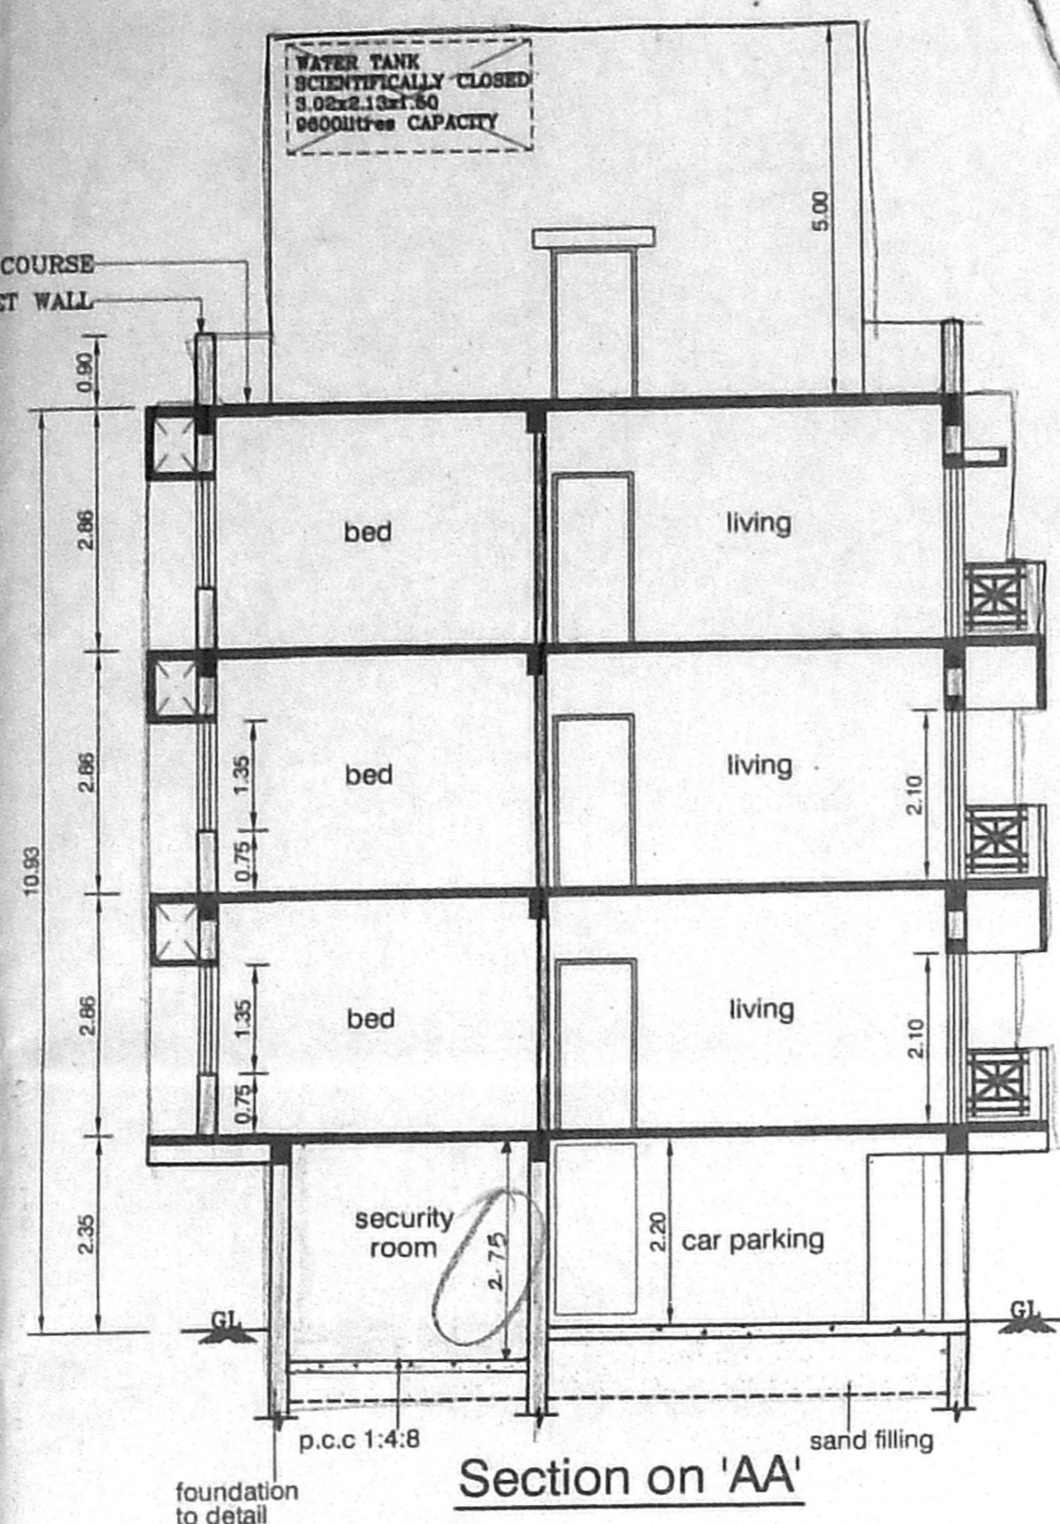 WATER TANK
SCIENTIFICALLY CLOSED
3.02x2.13x1.50
9600litres CAPACITY
5.00
COURSE
ET WALL
0.90
2.86
bed
living
2.86
1.35
0.75
bed
living
2.10
10.93
2.86
1.35
0.75
bed
living
2.10
2.35
security
room
2.75
2.20
car parking
GL
GL
p.c.c 1:4:8
sand filling
foundation
to detail
Section on 'AA'